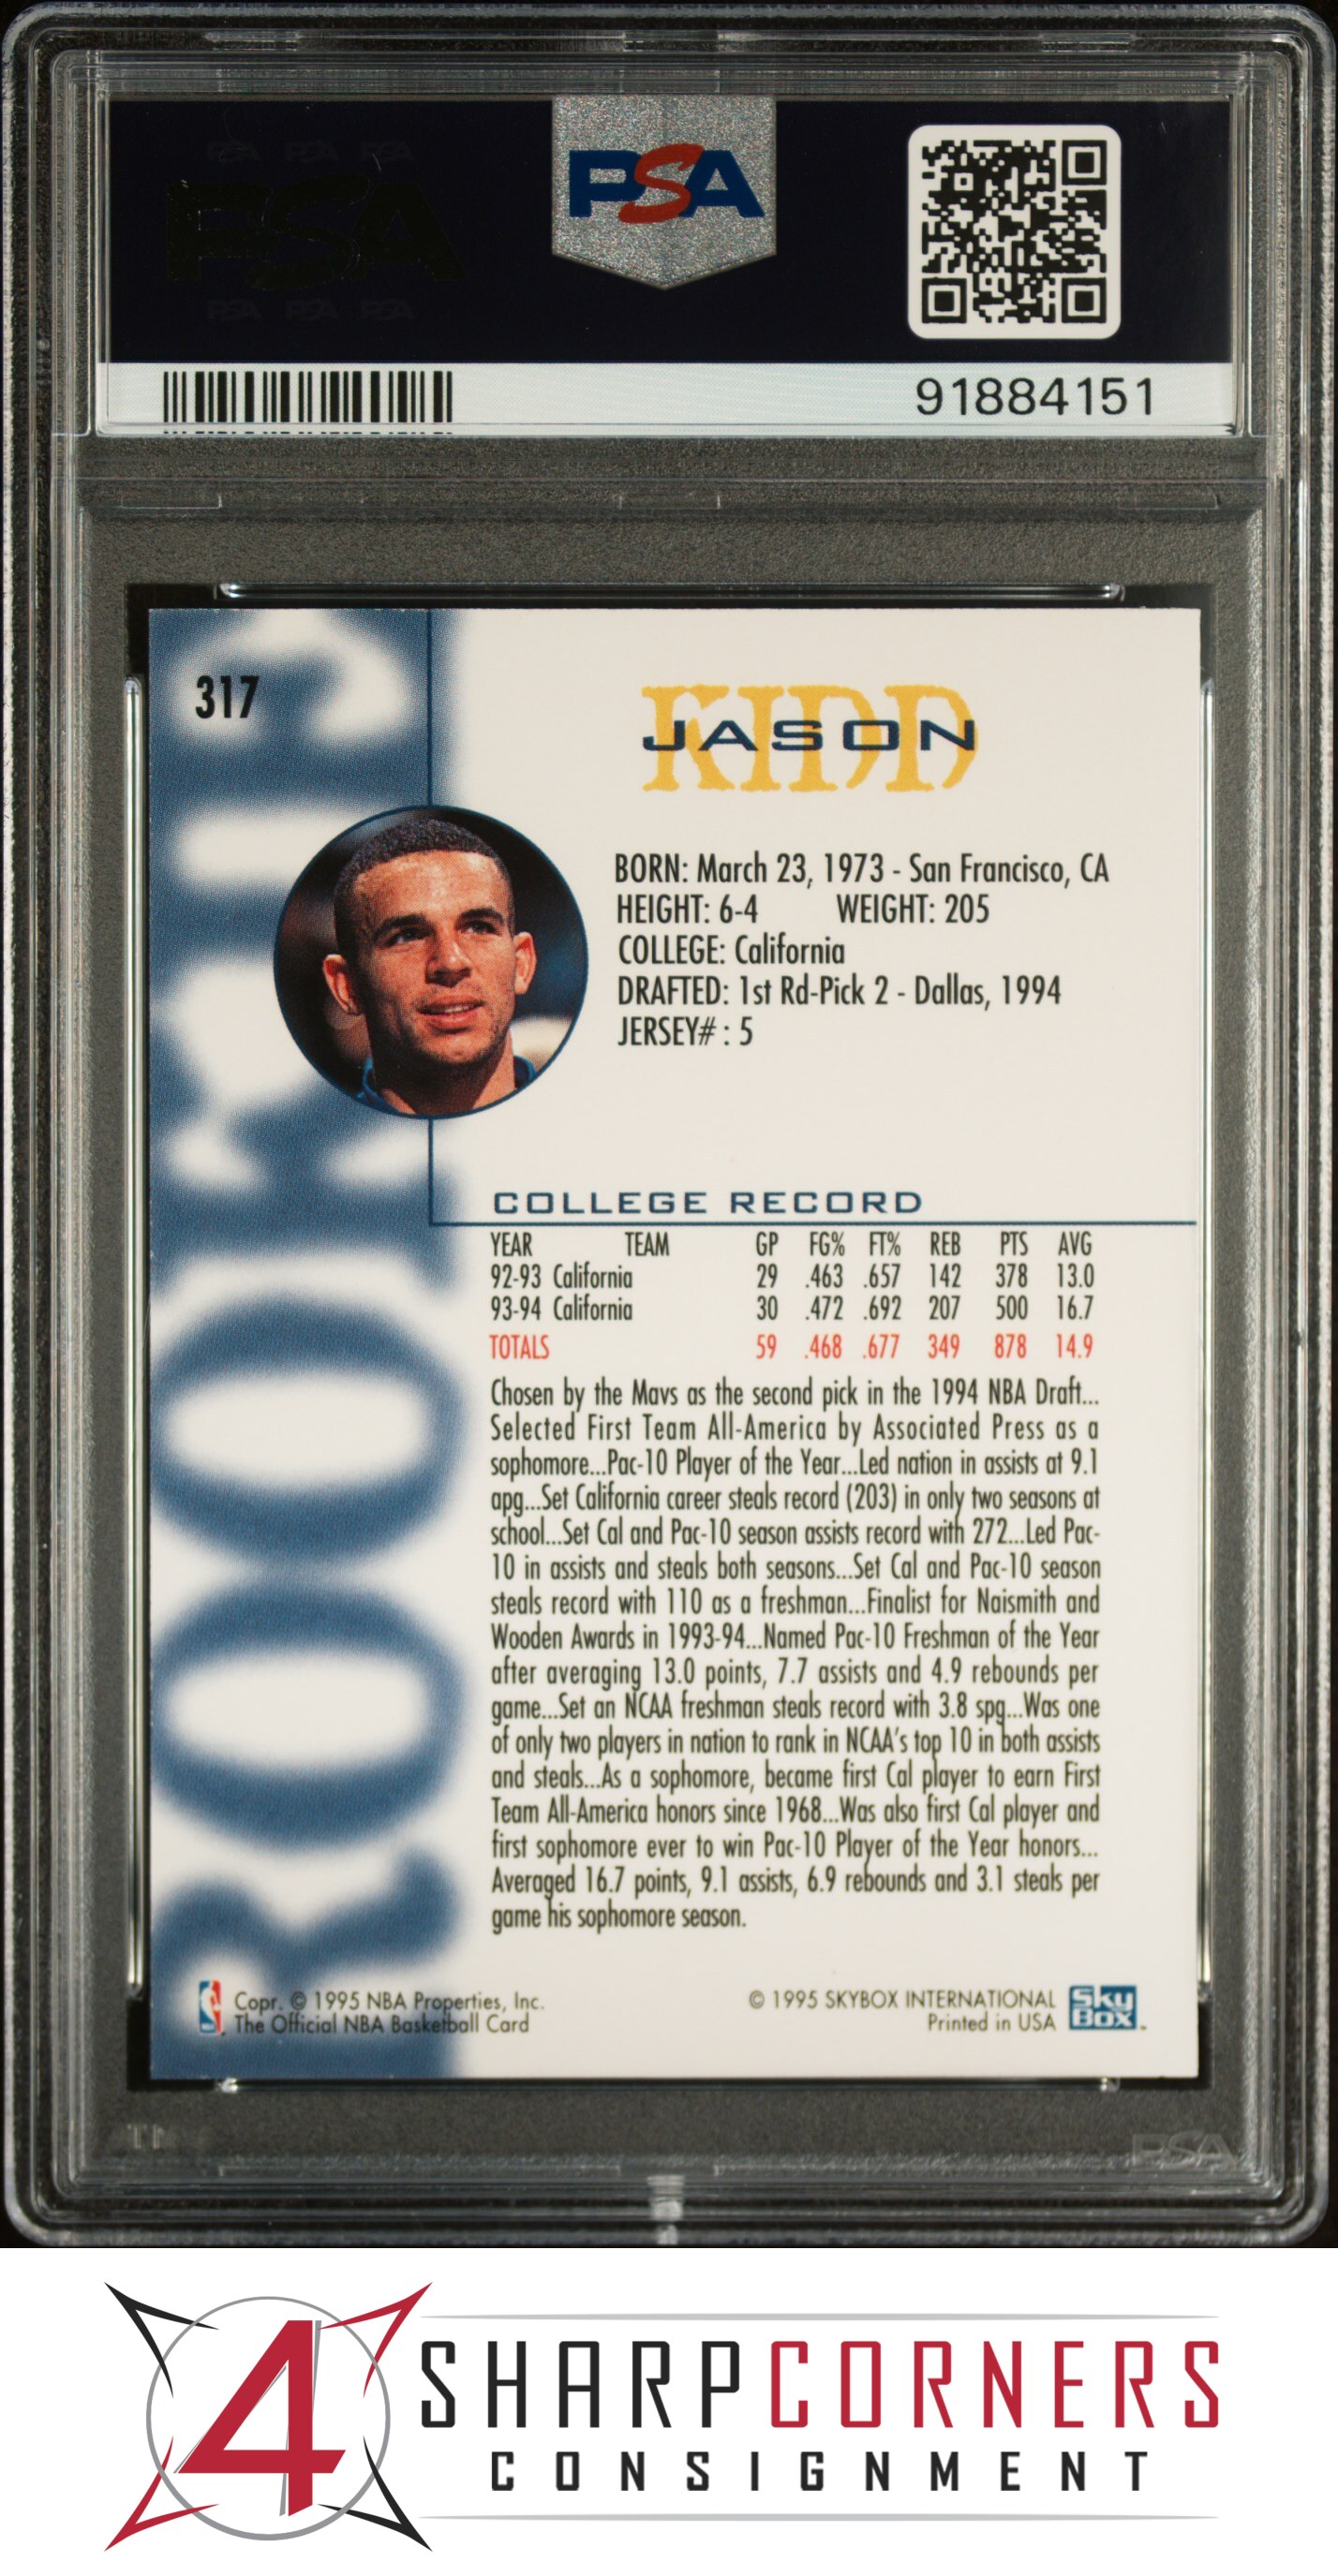 PSA PSA PSA
PSA
PSA
PSA PSA PSA
91884151
317
KIDD
JASON
BORN: March 23, 1973 - San Francisco, CA
HEIGHT: 6-4 WEIGHT: 205
COLLEGE: California
DRAFTED: 1st Rd-Pick 2 - Dallas, 1994
JERSEY# : 5
ROOKIE
COLLEGE RECORD
YEAR TEAM GP FG% FT% REB PTS AVG
92-93 California 29 .463 .657 142 378 13.0
93-94 California 30 .472 .692 207 500 16.7
TOTALS 59 .468 .677 349 878 14.9
Chosen by the Mavs as the second pick in the 1994 NBA Draft...
Selected First Team All-America by Associated Press as a
sophomore...Pac-10 Player of the Year...Led nation in assists at 9.1
apg...Set California career steals record (203) in only two seasons at
school...Set Cal and Pac-10 season assists record with 272...Led Pac-
10 in assists and steals both seasons...Set Cal and Pac-10 season
steals record with 110 as a freshman...Finalist for Naismith and
Wooden Awards in 1993-94...Named Pac-10 Freshman of the Year
after averaging 13.0 points, 7.7 assists and 4.9 rebounds per
game...Set an NCAA freshman steals record with 3.8 spg...Was one
of only two players in nation to rank in NCAA's top 10 in both assists
and steals...As a sophomore, became first Cal player to earn First
Team All-America honors since 1968...Was also first Cal player and
first sophomore ever to win Pac-10 Player of the Year honors...
Averaged 16.7 points, 9.1 assists, 6.9 rebounds and 3.1 steals per
game his sophomore season.
Copr. © 1995 NBA Properties, Inc.
The Official NBA Basketball Card
© 1995 SKYBOX INTERNATIONAL
Printed in USA
SkyBox™
PSA
4
SHARPCORNERS
CONSIGNMENT